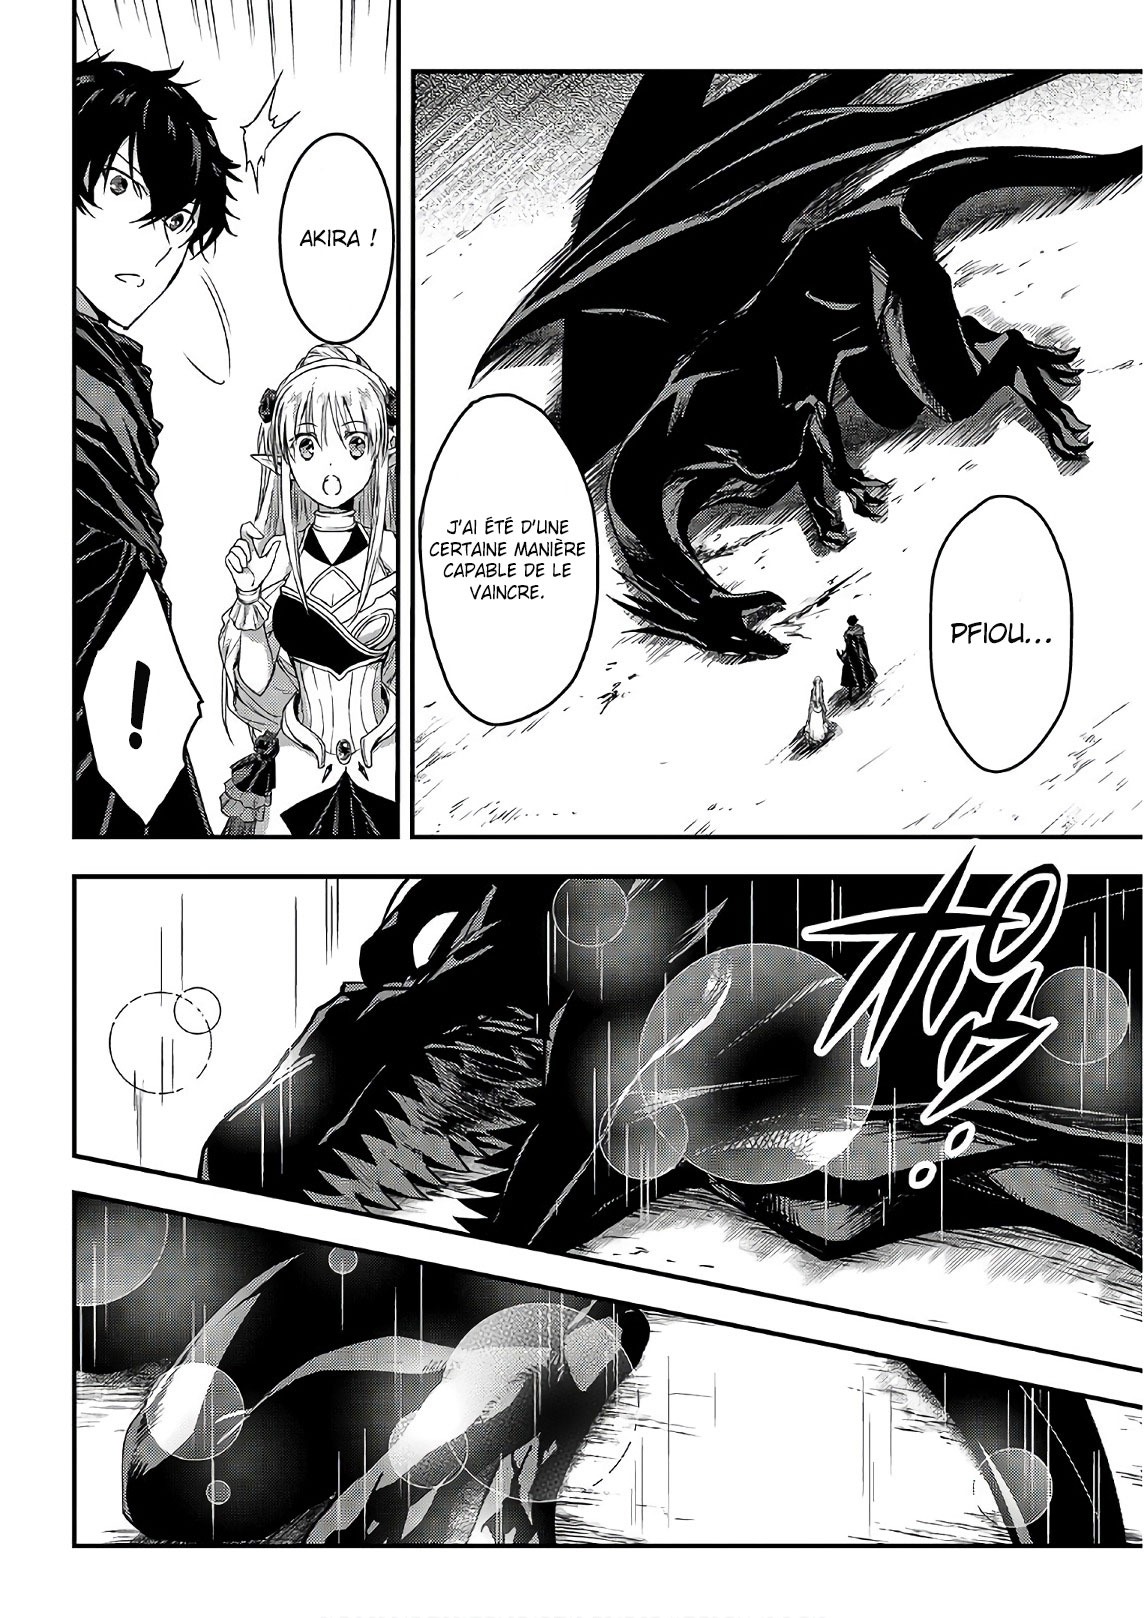 PFIOU...
J'AI ÉTÉ D'UNE
CERTAINE MANIÈRE
CAPABLE DE LE
VAINCRE.
AKIRA !
!